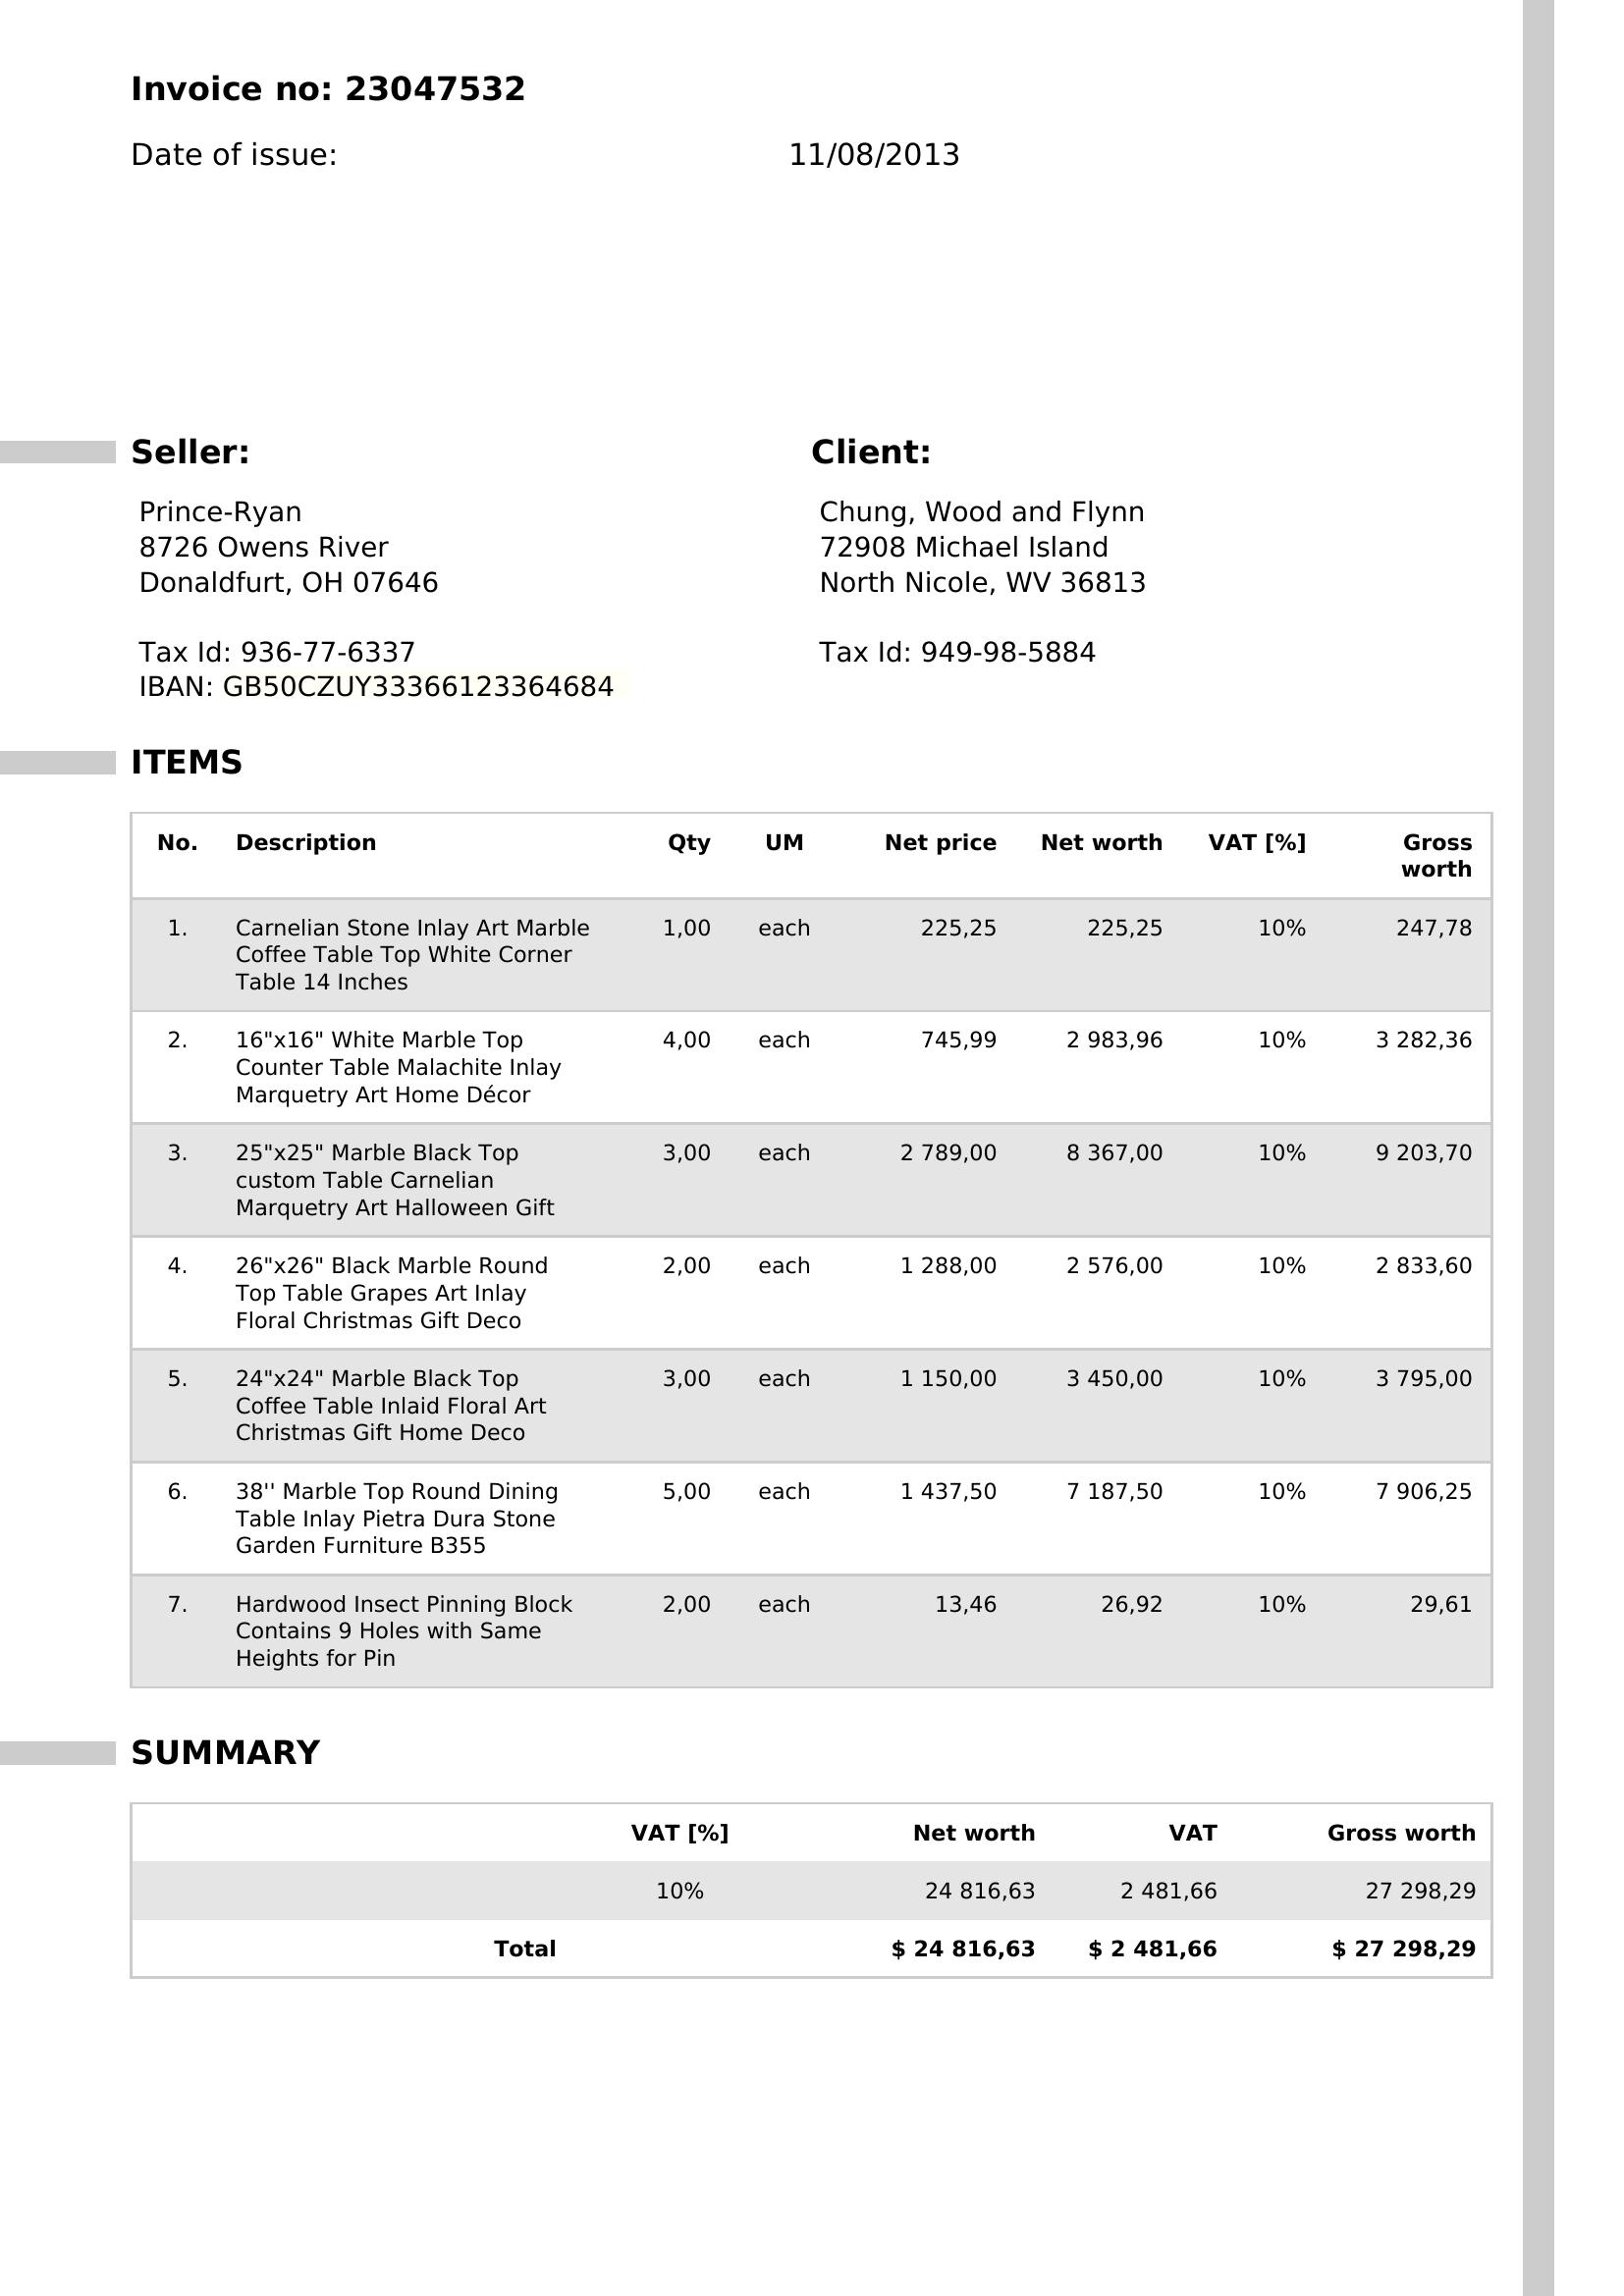 Invoice no: 23047532
Date of issue: 11/08/2013
Seller:
Prince-Ryan
8726 Owens River
Donaldfurt, OH 07646
Tax Id: 936-77-6337
IBAN: GB50CZUY33366123364684
Client:
Chung, Wood and Flynn
72908 Michael Island
North Nicole, WV 36813
Tax Id: 949-98-5884
ITEMS
No. Description Qty UM Net price Net worth VAT [%] Gross
worth
1. Carnelian Stone Inlay Art Marble 1,00 each 225,25 225,25 10% 247,78
Coffee Table Top White Corner
Table 14 Inches
2. 16"x16" White Marble Top 4,00 each 745,99 2 983,96 10% 3 282,36
Counter Table Malachite Inlay
Marquetry Art Home Décor
3. 25"x25" Marble Black Top 3,00 each 2 789,00 8 367,00 10% 9 203,70
custom Table Carnelian
Marquetry Art Halloween Gift
4. 26"x26" Black Marble Round 2,00 each 1 288,00 2 576,00 10% 2 833,60
Top Table Grapes Art Inlay
Floral Christmas Gift Deco
5. 24"x24" Marble Black Top 3,00 each 1 150,00 3 450,00 10% 3 795,00
Coffee Table Inlaid Floral Art
Christmas Gift Home Deco
6. 38'' Marble Top Round Dining 5,00 each 1 437,50 7 187,50 10% 7 906,25
Table Inlay Pietra Dura Stone
Garden Furniture B355
7. Hardwood Insect Pinning Block 2,00 each 13,46 26,92 10% 29,61
Contains 9 Holes with Same
Heights for Pin
SUMMARY
VAT [%] Net worth VAT Gross worth
10% 24 816,63 2 481,66 27 298,29
Total $ 24 816,63 $ 2 481,66 $ 27 298,29